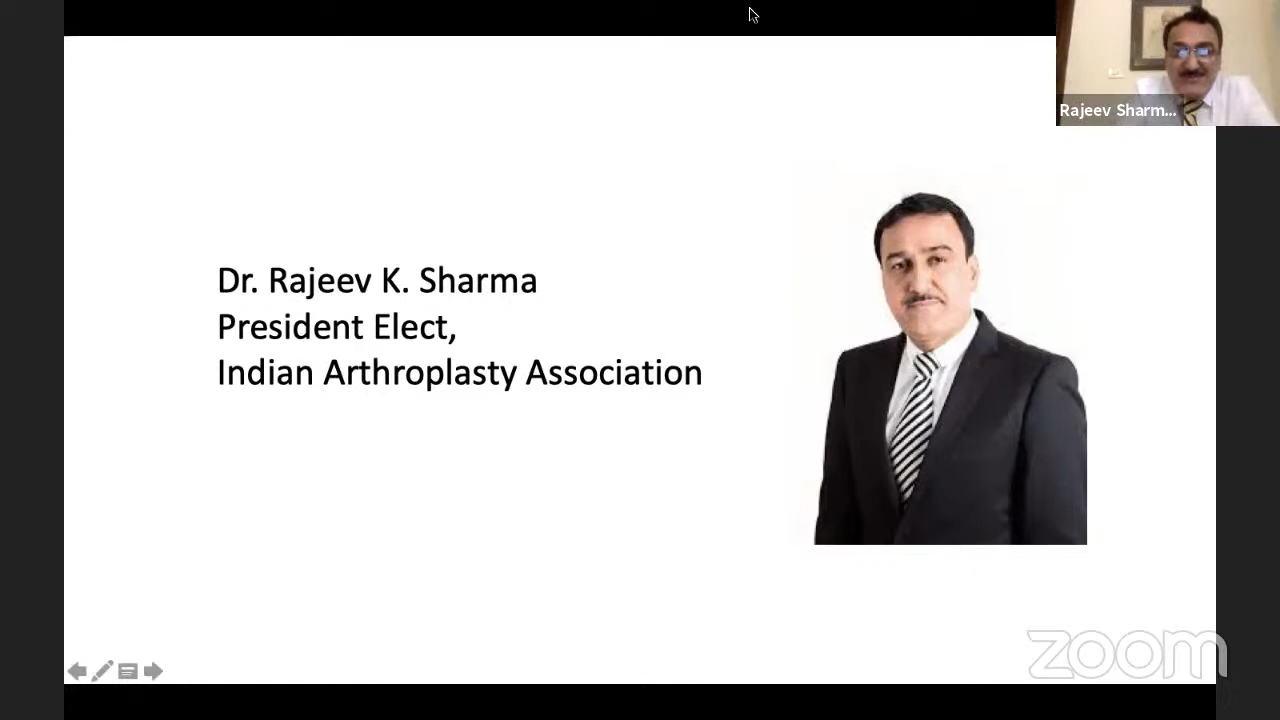 Rajeev Sharm...
Dr. Rajeev K. Sharma
President Elect,
Indian Arthroplasty Association
zoom